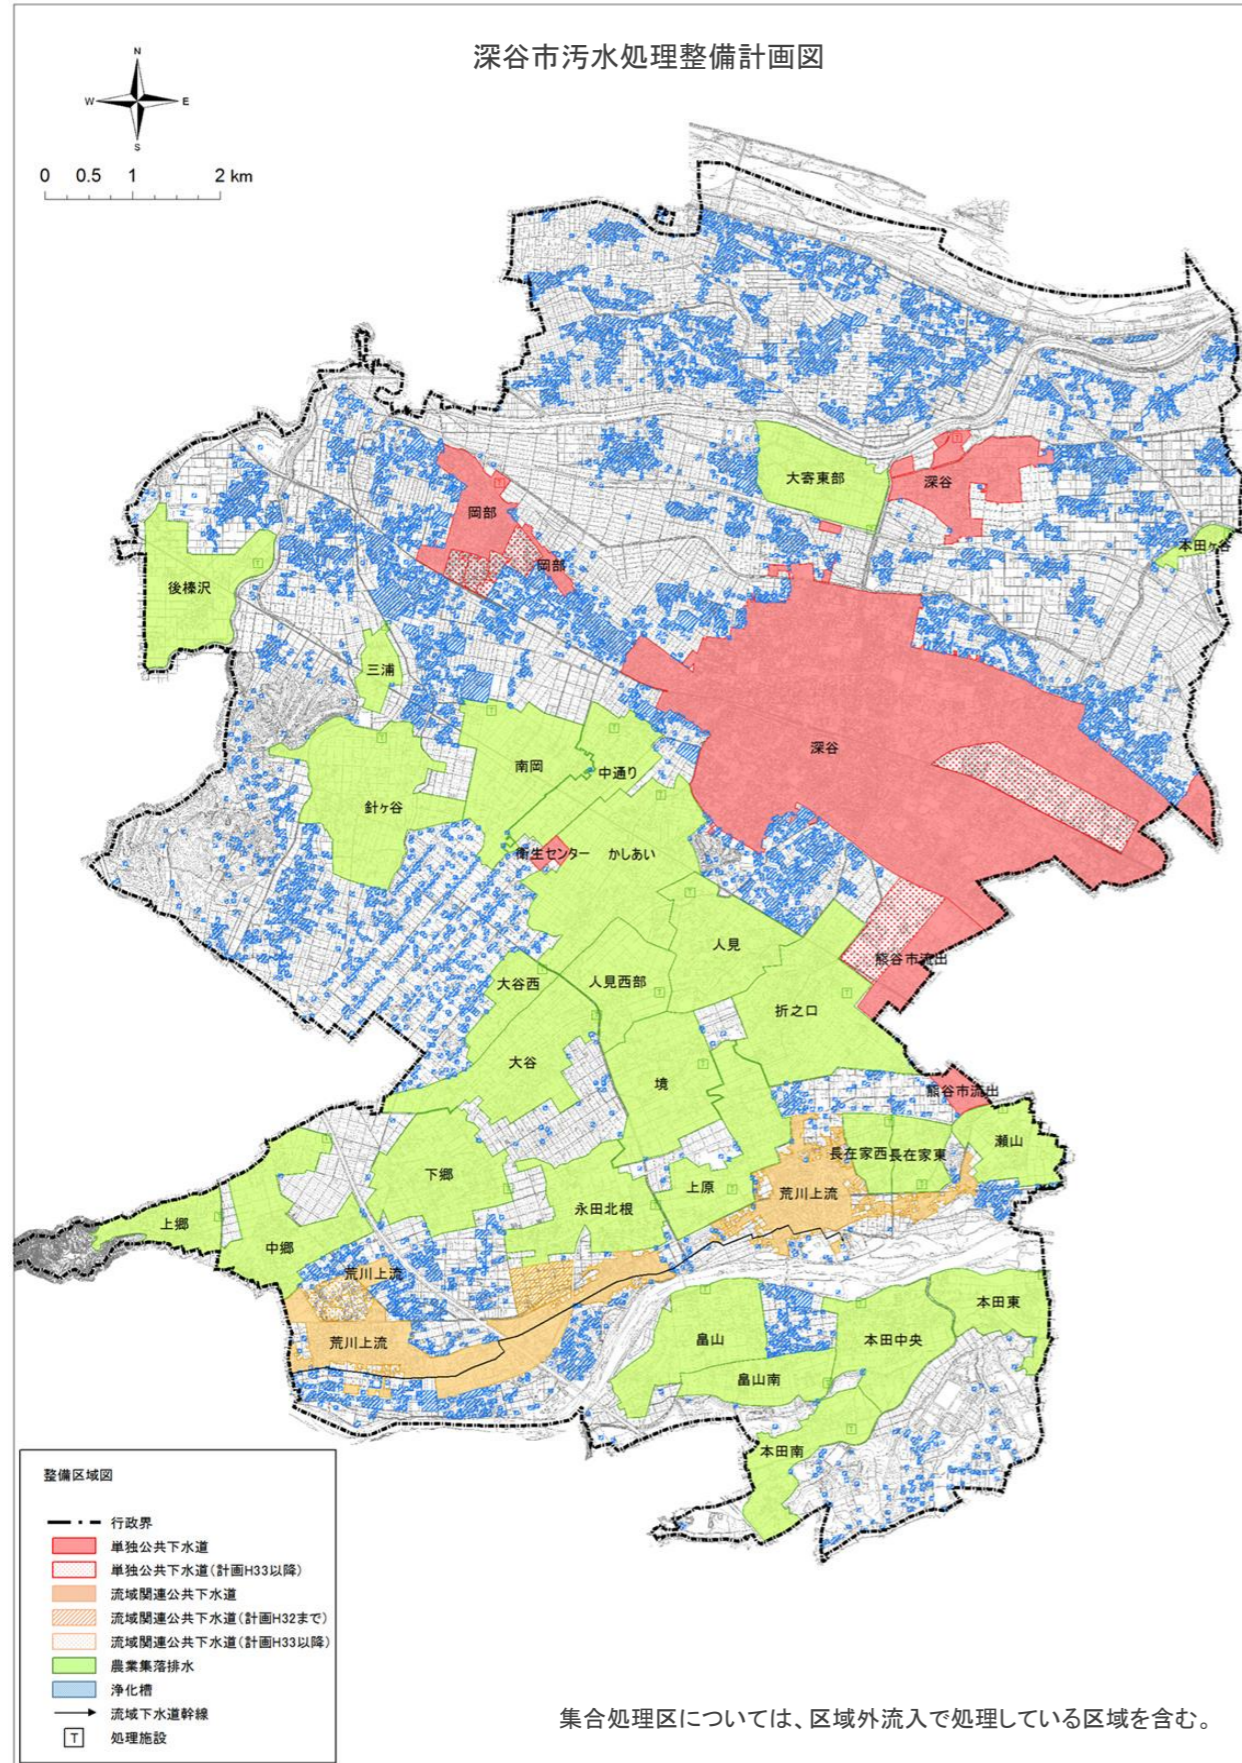 深谷市汚水処理整備計画図
N
W
E
S
0 0.5 1 2 km
大寄東部
深谷
岡部
本田ヶ谷
岡部
後榛沢
三浦
深谷
南岡
中通り
針ヶ谷
衛生センター
かしあい
人見
熊谷市流出
大谷西
人見西部
折之口
大谷
境
熊谷市流出
瀬山
長在家西
長在家東
下郷
上原
荒川上流
永田北根
上郷
中郷
荒川上流
本田東
荒川上流
畠山
本田中央
畠山南
本田南
整備区域図
行政界
単独公共下水道
単独公共下水道(計画H33以降)
流域関連公共下水道
流域関連公共下水道(計画H32まで)
流域関連公共下水道(計画H33以降)
農業集落排水
浄化槽
流域下水道幹線
T 処理施設
集合処理区については、区域外流入で処理している区域を含む。